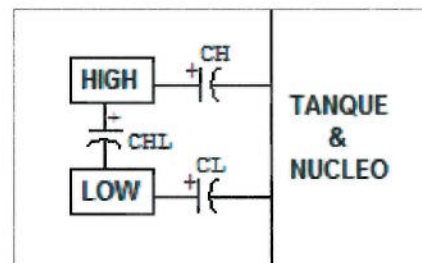 + CH
HIGH
+
CHL
+ CL
LOW
TANQUE
&
NUCLEO